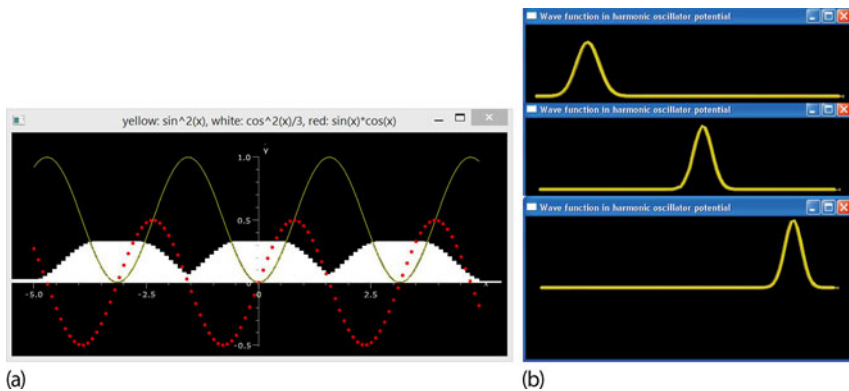 yellow: sin^2(x), white: cos^2(x)/3, red: sin(x)*cos(x)
Y
1.0
0.5
-5.0
-2.5
0
2.5
x
-0.5
(a)
Wave function in harmonic oscillator potential
Wave function in harmonic oscillator potential
Wave function in harmonic oscillator potential
(b)